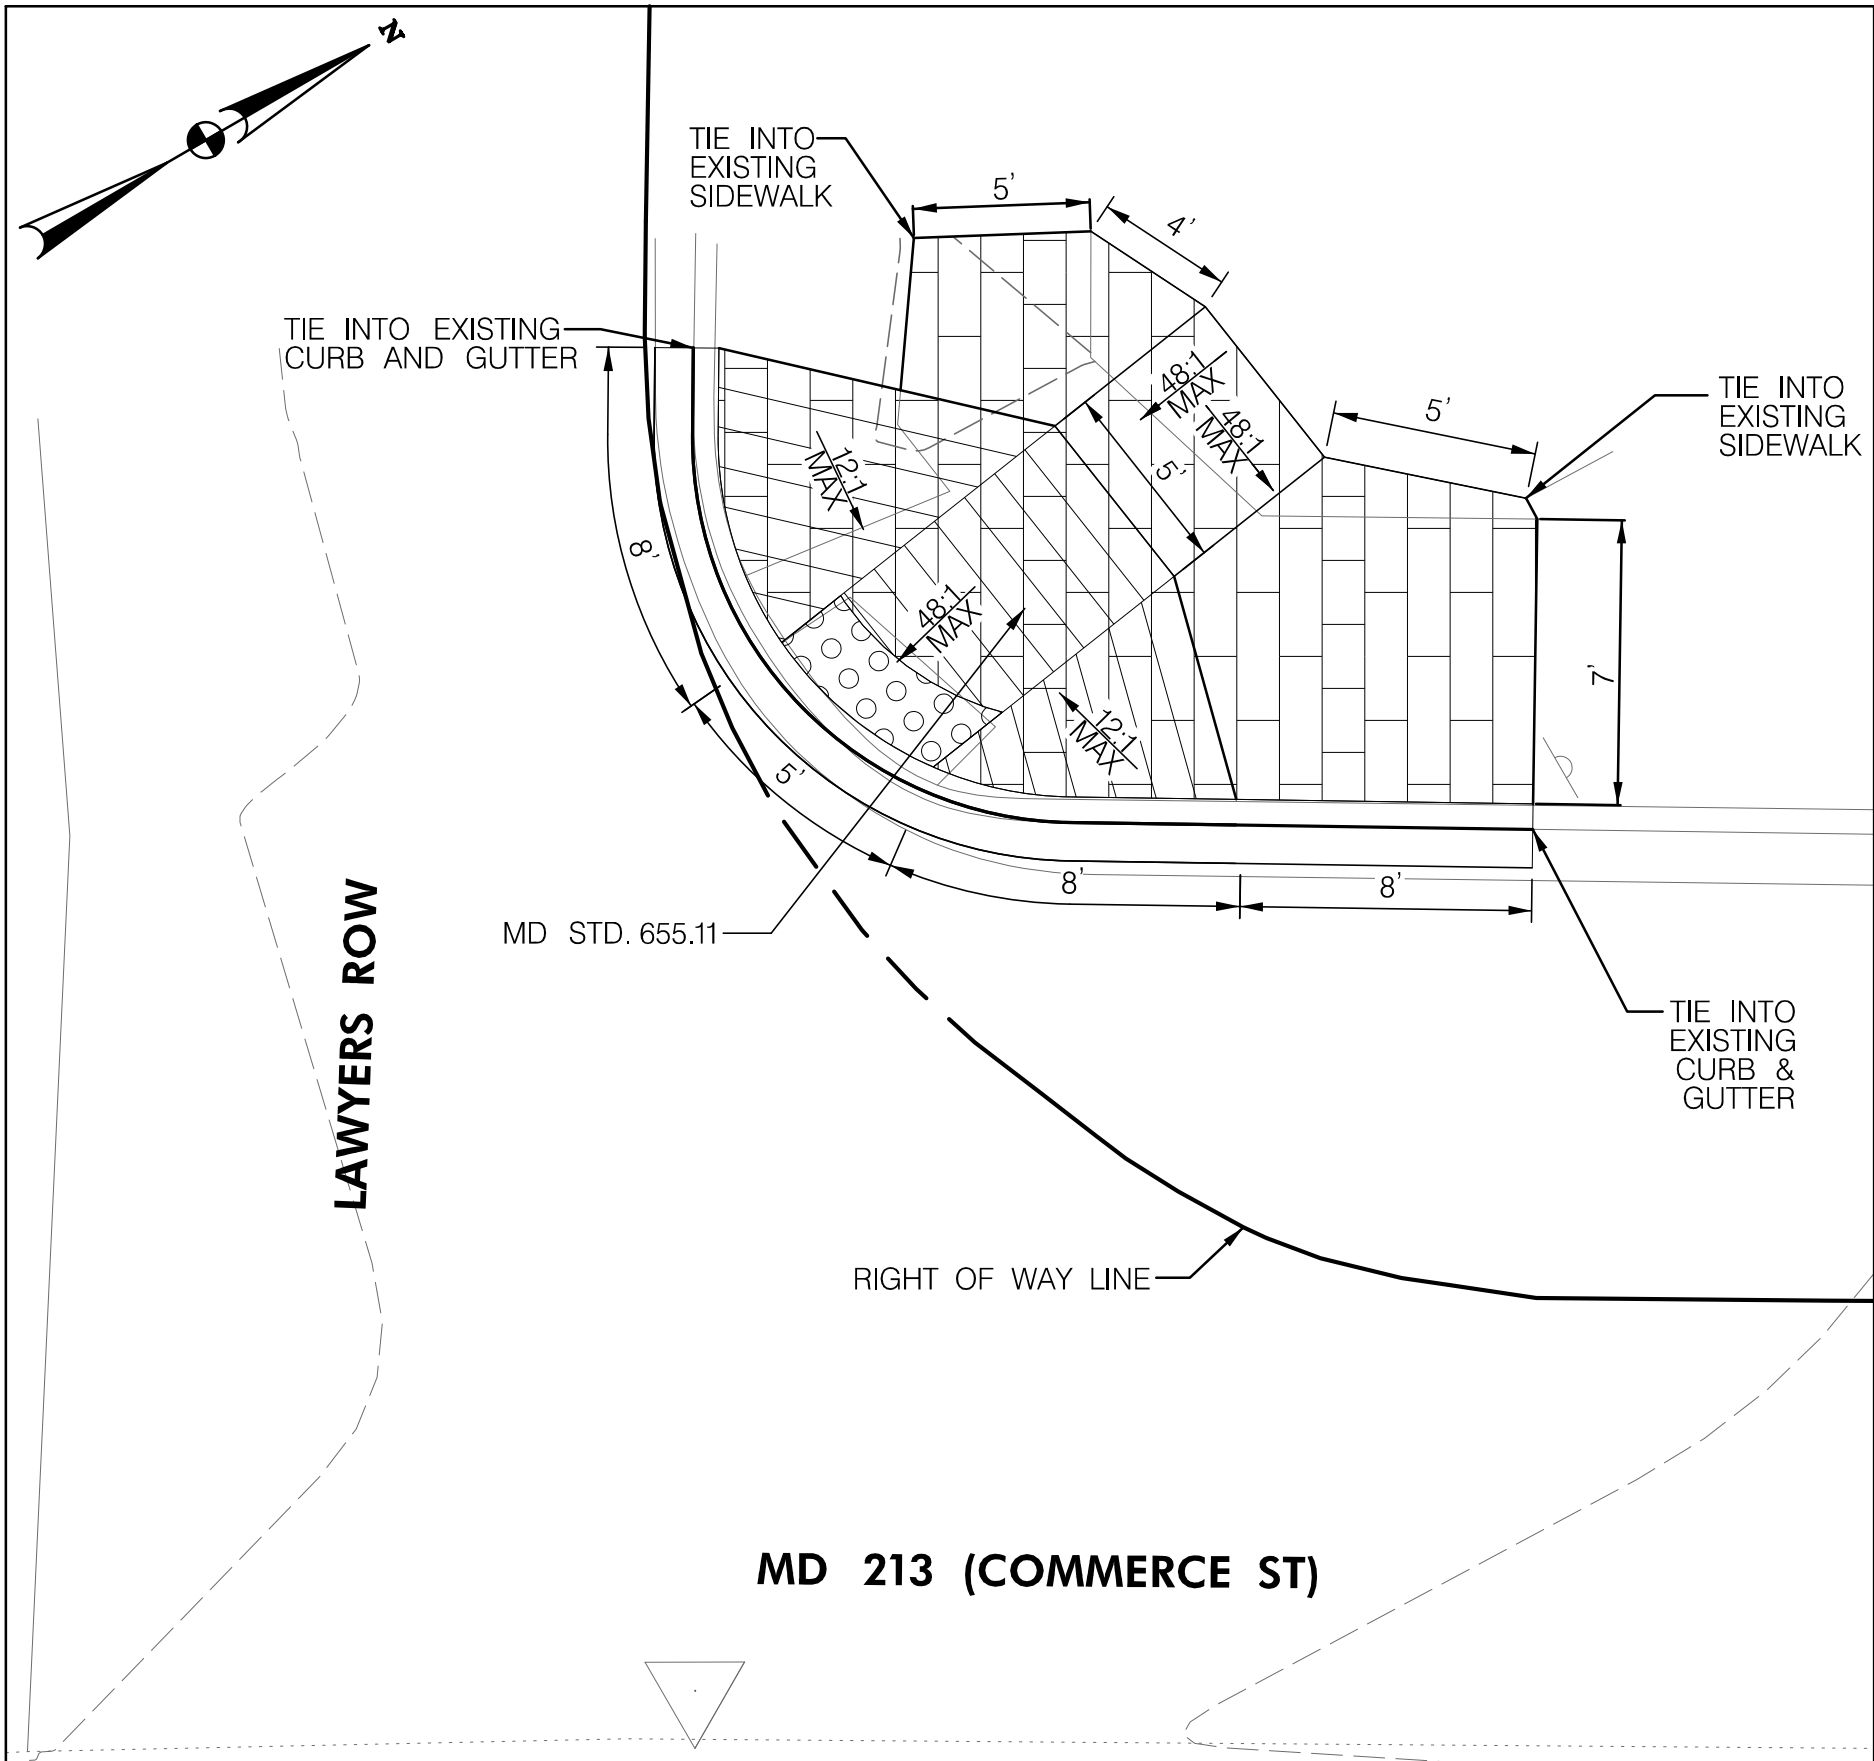 N
TIE INTO
EXISTING
SIDEWALK
5'
4'
TIE INTO EXISTING
CURB AND GUTTER
48:1
MAX
48:1
MAX
5'
TIE INTO
EXISTING
SIDEWALK
5'
12:1
MAX
8'
48:1
MAX
7'
12:1
MAX
5'
8'
8'
MD STD. 655.11
LAWYERS ROW
TIE INTO
EXISTING
CURB &
GUTTER
RIGHT OF WAY LINE
MD 213 (COMMERCE ST)